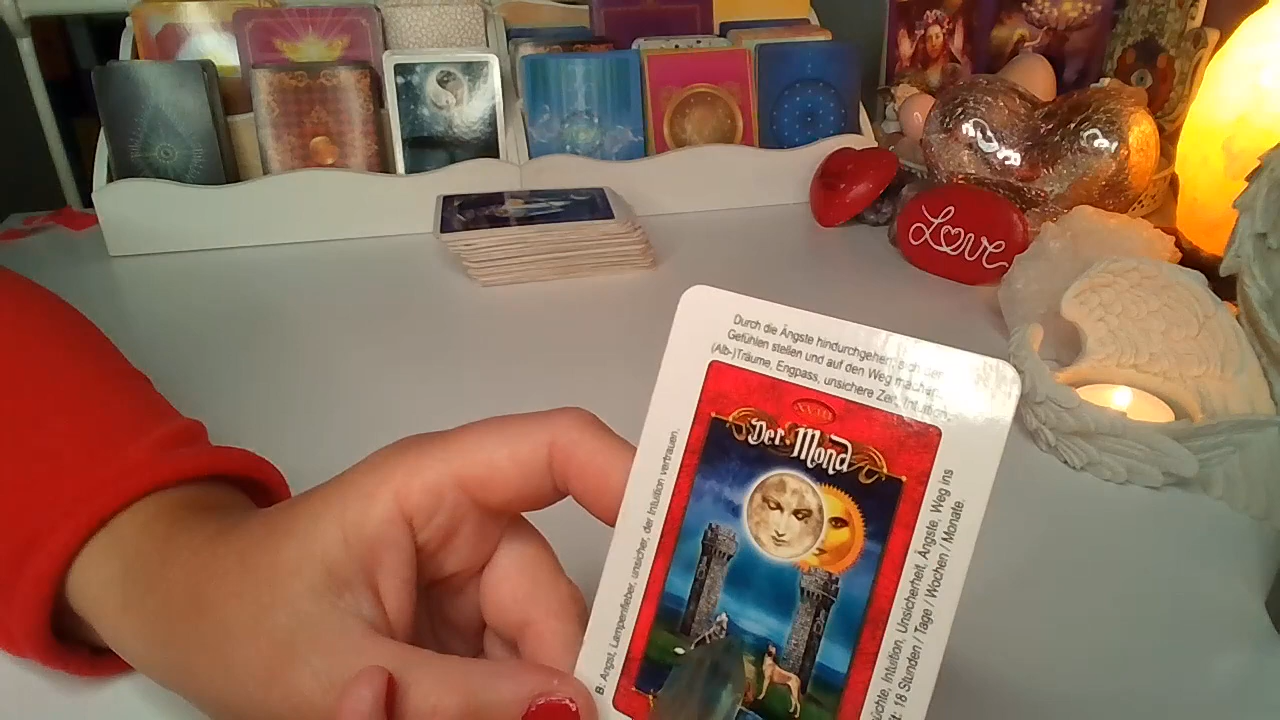 Durch die Ängste hindurchgehen, sich den
Gefühlen stellen und auf den Weg machen.
(Alb-)Träume, Engpass, unsichere Zeit, Intuition.
XVIII
Der Mond
B: Angst, Lampenfieber, unsicher, der Intuition vertrauen.
Intuition, Unsicherheit, Ängste, Weg ins
18 Stunden / Tage / Wochen / Monate.
Love